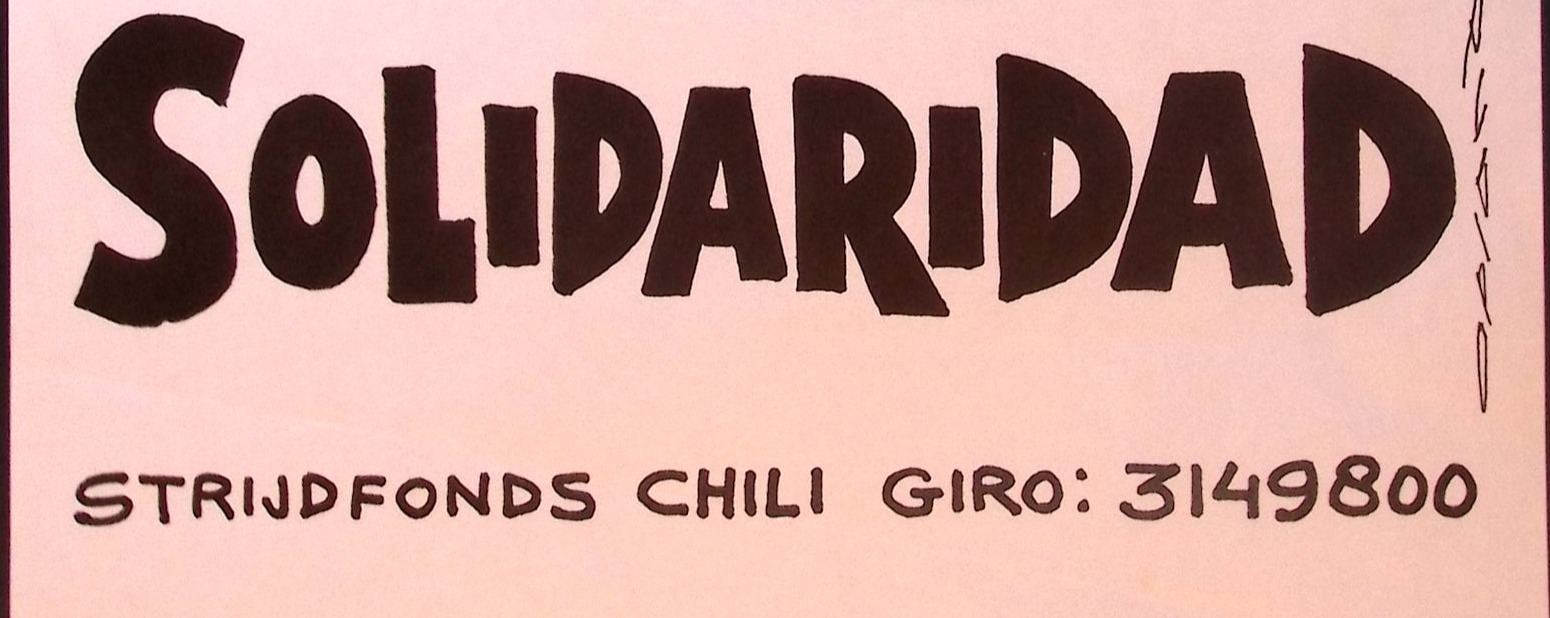 SOLIDARIDAD
STRIJDFONDS CHILI GIRO: 3149800